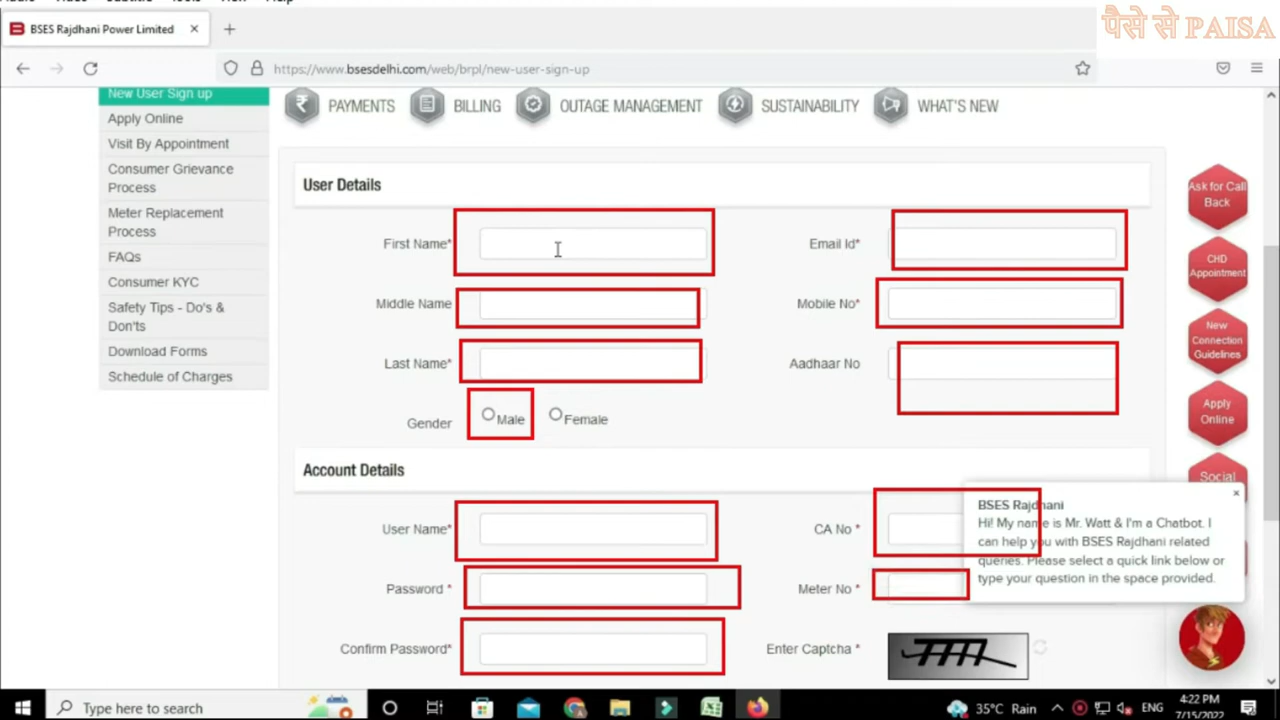 पैसे से PAISA
BSES Rajdhani Power Limited
https://www.bsesdelhi.com/web/brpl/new-user-sign-up
New User Sign up
Apply Online
Visit By Appointment
Consumer Grievance
Process
Meter Replacement
Process
FAQs
Consumer KYC
Safety Tips - Do's &
Don'ts
Download Forms
Schedule of Charges
PAYMENTS BILLING OUTAGE MANAGEMENT SUSTAINABILITY WHAT'S NEW
User Details
First Name* Email Id*
Middle Name Mobile No*
Last Name* Aadhaar No
Gender Male Female
Account Details
User Name* CA No *
Password * Meter No *
Confirm Password* Enter Captcha *
Ask for Call
Back
CHD
Appointment
New
Connection
Guidelines
Apply
Online
Social
BSES Rajdhani
Hi! My name is Mr. Watt & I'm a Chatbot. I
can help you with BSES Rajdhani related
queries. Please select a quick link below or
type your question in the space provided.
Type here to search
35°C Rain
ENG
4:22 PM
7/15/2022